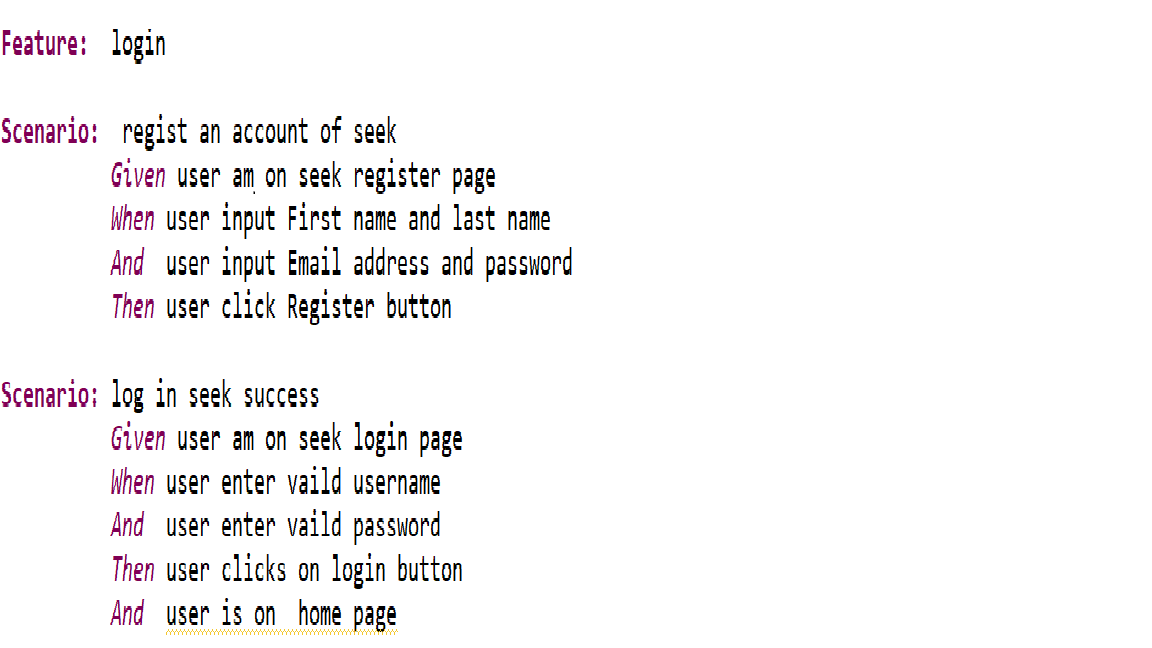 Feature: login
Scenario: regist an account of seek
Given user am on seek register page
When user input First name and last name
And user input Email address and password
Then user click Register button
Scenario: log in seek success
Given user am on seek login page
When user enter vaild username
And user enter vaild password
Then user clicks on login button
And user is on home page